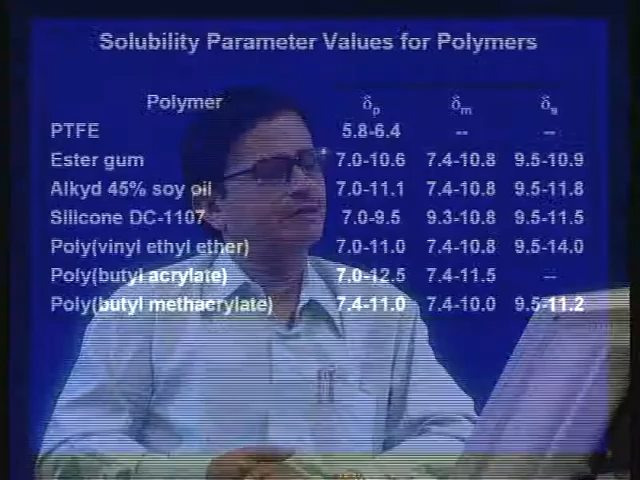 Solubility Parameter Values for Polymers
Polymer δp δm δs
PTFE 5.8-6.4 -- --
Ester gum 7.0-10.6 7.4-10.8 9.5-10.9
Alkyd 45% soy oil 7.0-11.1 7.4-10.8 9.5-11.8
Silicone DC-1107 7.0-9.5 9.3-10.8 9.5-11.5
Poly(vinyl ethyl ether) 7.0-11.0 7.4-10.8 9.5-14.0
Poly(butyl acrylate) 7.0-12.5 7.4-11.5 --
Poly(butyl methacrylate) 7.4-11.0 7.4-10.0 9.5-11.2